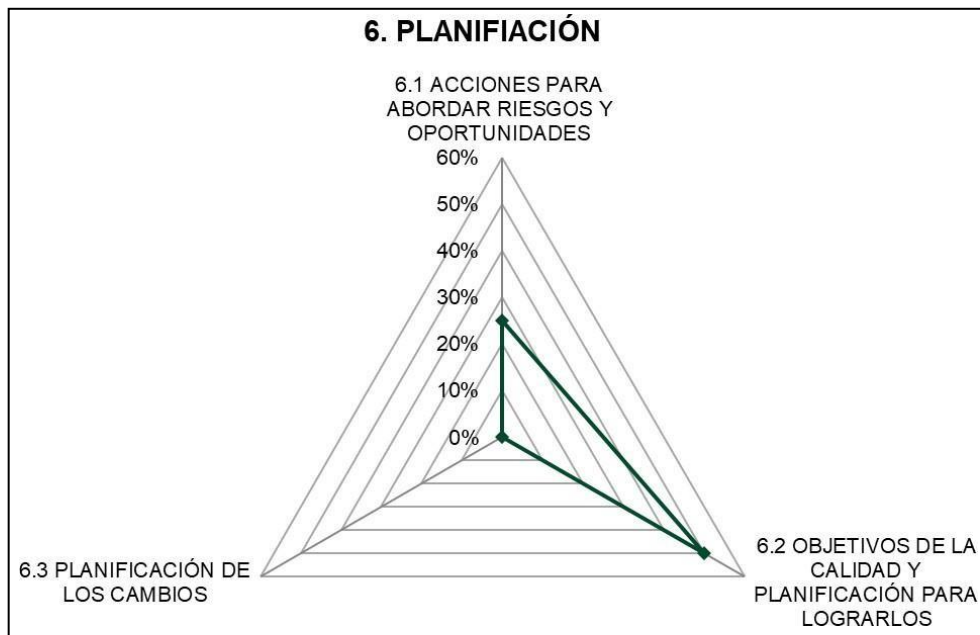 6. PLANIFIACIÓN
6.1 ACCIONES PARA
ABORDAR RIESGOS Y
OPORTUNIDADES
60%
50%
40%
30%
20%
10%
0%
6.3 PLANIFICACIÓN DE
LOS CAMBIOS
6.2 OBJETIVOS DE LA
CALIDAD Y
PLANIFICACIÓN PARA
LOGRARLOS